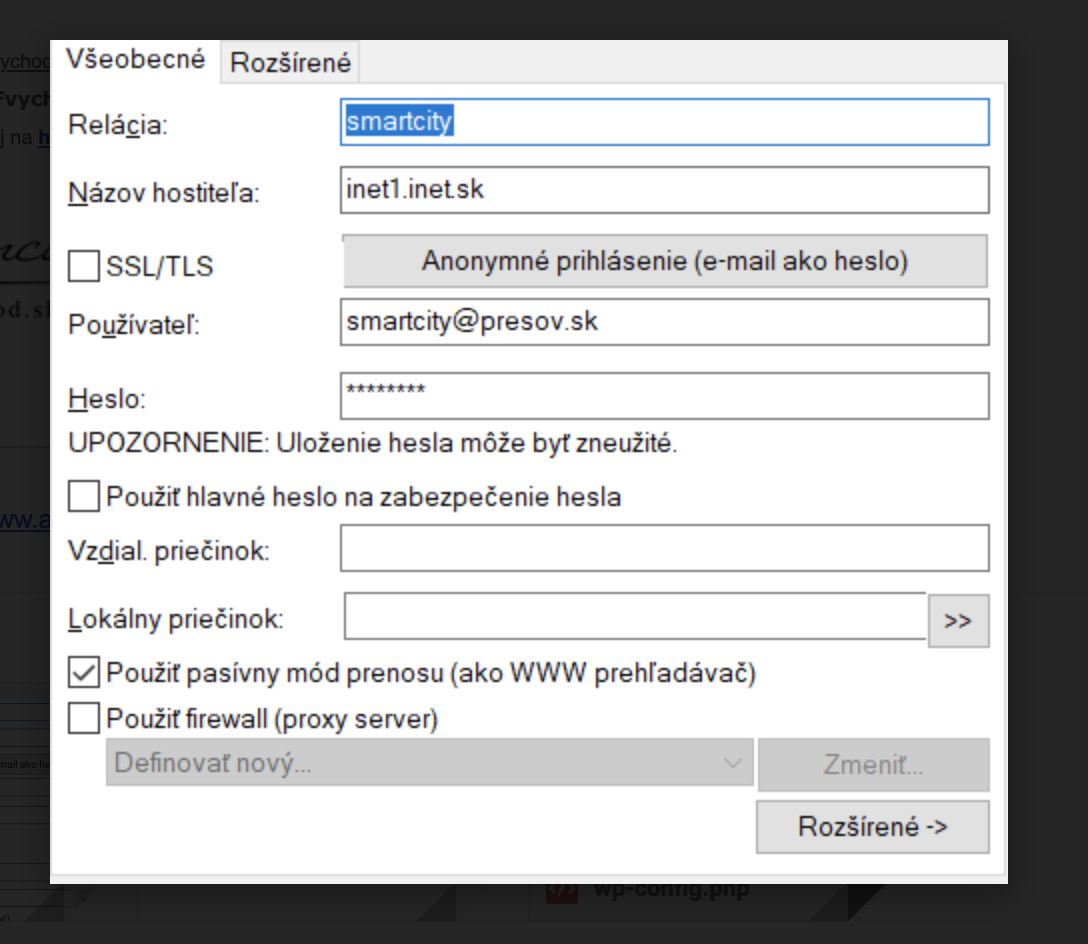 Všeobecné Rozšírené
Relácia: smartcity
Názov hostiteľa: inet1.inet.sk
SSL/TLS Anonymné prihlásenie (e-mail ako heslo)
Používateľ: smartcity@presov.sk
Heslo: ********
UPOZORNENIE: Uloženie hesla môže byť zneužité.
Použiť hlavné heslo na zabezpečenie hesla
Vzdial. priečinok:
Lokálny priečinok: >>
Použiť pasívny mód prenosu (ako WWW prehľadávač)
Použiť firewall (proxy server)
Definovať nový... Zmeniť...
Rozšírené ->
wp-config.php